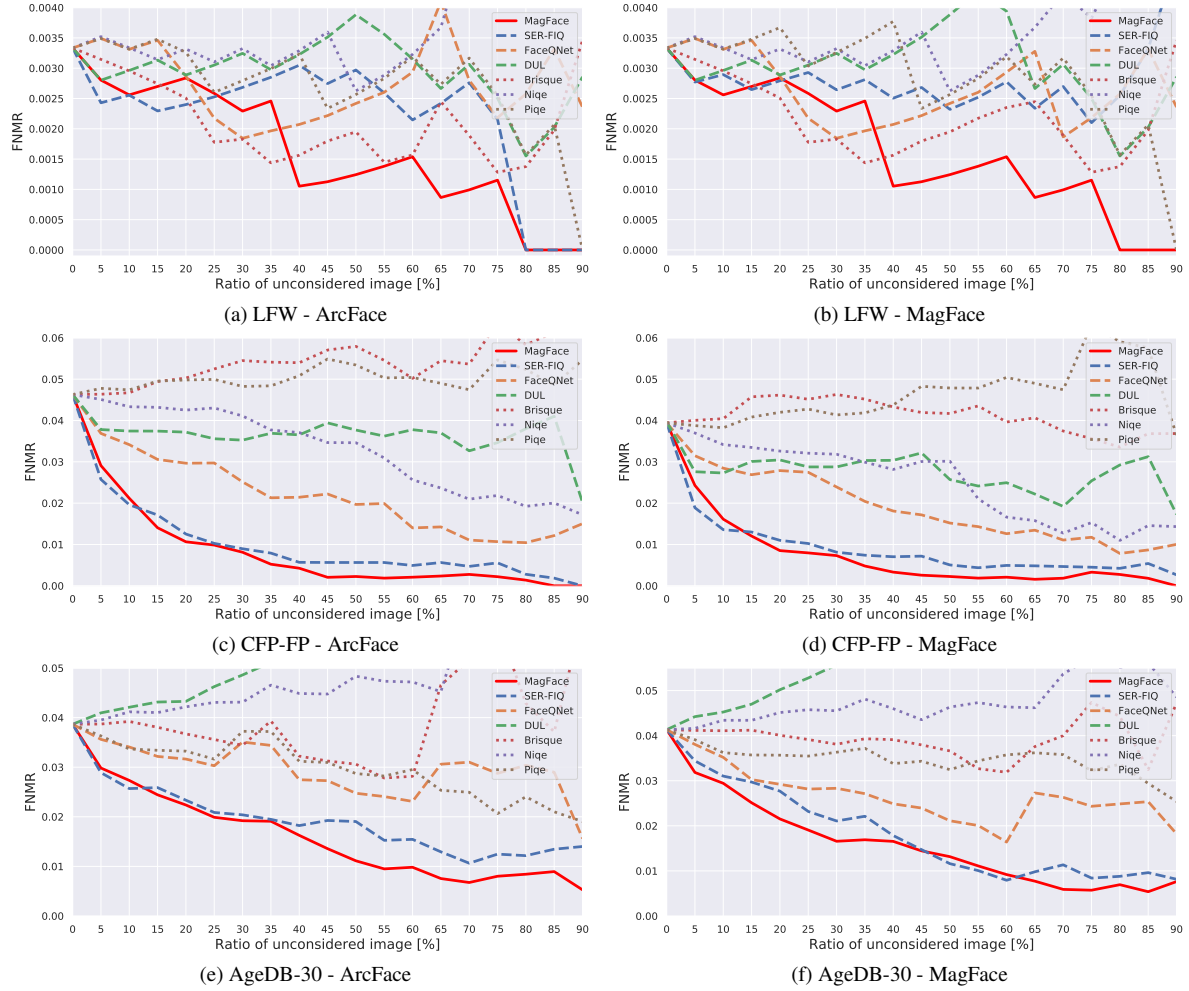 0.0040
0.0035
0.0030
0.0025
0.0020
0.0015
0.0010
0.0005
0.0000
FNMR
MagFace
SER-FIQ
FaceQNet
DUL
Brisque
Niqe
Piqe
0 5 10 15 20 25 30 35 40 45 50 55 60 65 70 75 80 85 90
Ratio of unconsidered image [%]
(a) LFW - ArcFace
0.0040
0.0035
0.0030
0.0025
0.0020
0.0015
0.0010
0.0005
0.0000
FNMR
MagFace
SER-FIQ
FaceQNet
DUL
Brisque
Niqe
Piqe
0 5 10 15 20 25 30 35 40 45 50 55 60 65 70 75 80 85 90
Ratio of unconsidered image [%]
(b) LFW - MagFace
0.06
0.05
0.04
0.03
0.02
0.01
0.00
FNMR
MagFace
SER-FIQ
FaceQNet
DUL
Brisque
Niqe
Piqe
0 5 10 15 20 25 30 35 40 45 50 55 60 65 70 75 80 85 90
Ratio of unconsidered image [%]
(c) CFP-FP - ArcFace
0.06
0.05
0.04
0.03
0.02
0.01
0.00
FNMR
MagFace
SER-FIQ
FaceQNet
DUL
Brisque
Niqe
Piqe
0 5 10 15 20 25 30 35 40 45 50 55 60 65 70 75 80 85 90
Ratio of unconsidered image [%]
(d) CFP-FP - MagFace
0.05
0.04
0.03
0.02
0.01
0.00
FNMR
MagFace
SER-FIQ
FaceQNet
DUL
Brisque
Niqe
Piqe
0 5 10 15 20 25 30 35 40 45 50 55 60 65 70 75 80 85 90
Ratio of unconsidered image [%]
(e) AgeDB-30 - ArcFace
0.05
0.04
0.03
0.02
0.01
0.00
FNMR
MagFace
SER-FIQ
FaceQNet
DUL
Brisque
Niqe
Piqe
0 5 10 15 20 25 30 35 40 45 50 55 60 65 70 75 80 85 90
Ratio of unconsidered image [%]
(f) AgeDB-30 - MagFace